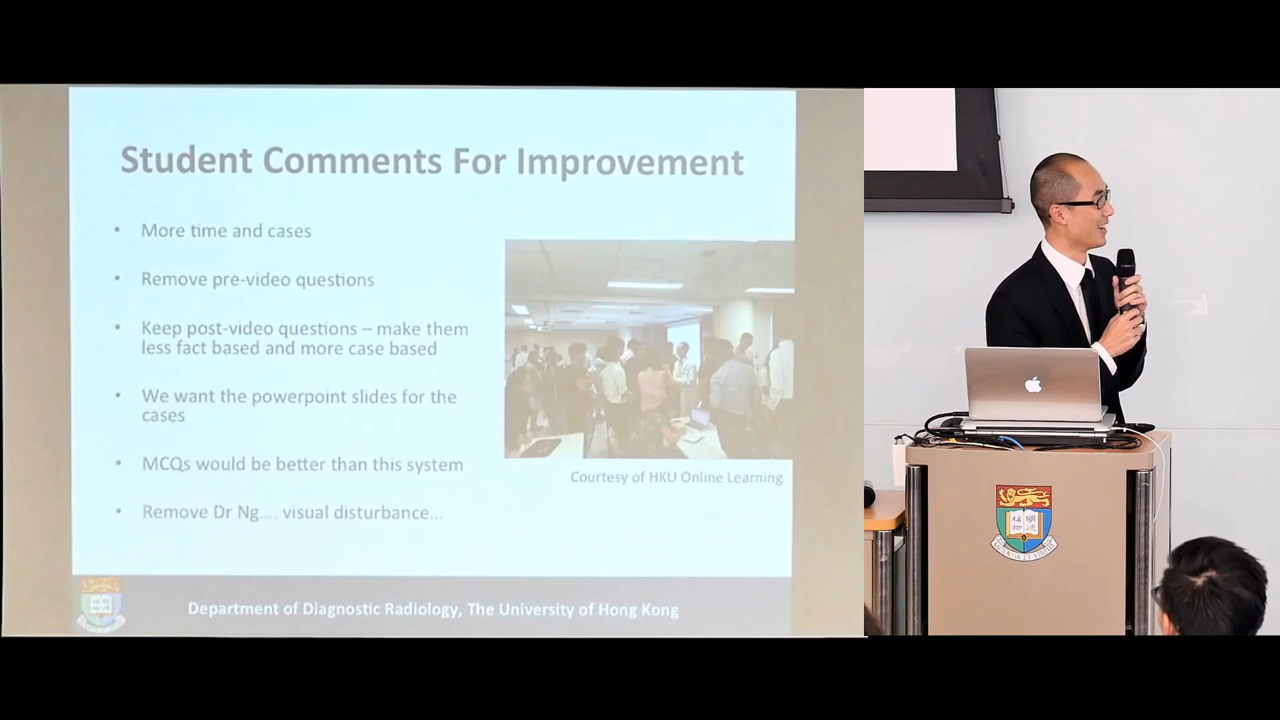 Student Comments For Improvement
• More time and cases
• Remove pre-video questions
• Keep post-video questions – make them
less fact based and more case based
• We want the powerpoint slides for the
cases
• MCQs would be better than this system
• Remove Dr Ng.... visual disturbance...
Courtesy of HKU Online Learning
Department of Diagnostic Radiology, The University of Hong Kong